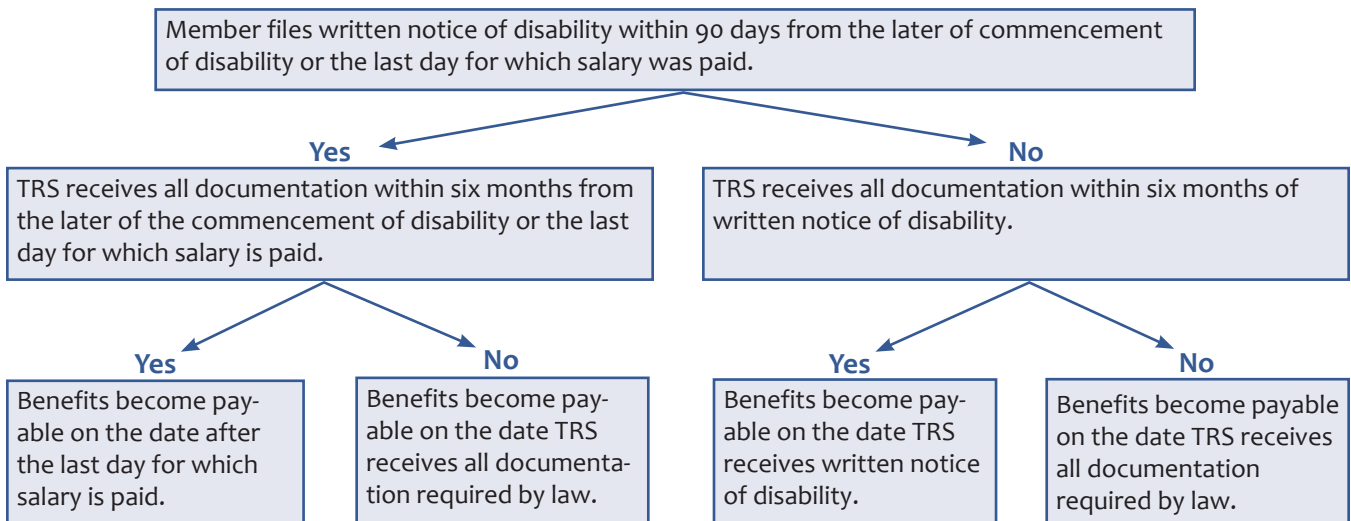 Member files written notice of disability within 90 days from the later of commencement
of disability or the last day for which salary was paid.
Yes
No
TRS receives all documentation within six months from
the later of the commencement of disability or the last
day for which salary is paid.
TRS receives all documentation within six months of
written notice of disability.
Yes
No
Yes
No
Benefits become pay-
able on the date after
the last day for which
salary is paid.
Benefits become pay-
able on the date TRS
receives all documenta-
tion required by law.
Benefits become pay-
able on the date TRS
receives written notice
of disability.
Benefits become payable
on the date TRS receives
all documentation
required by law.